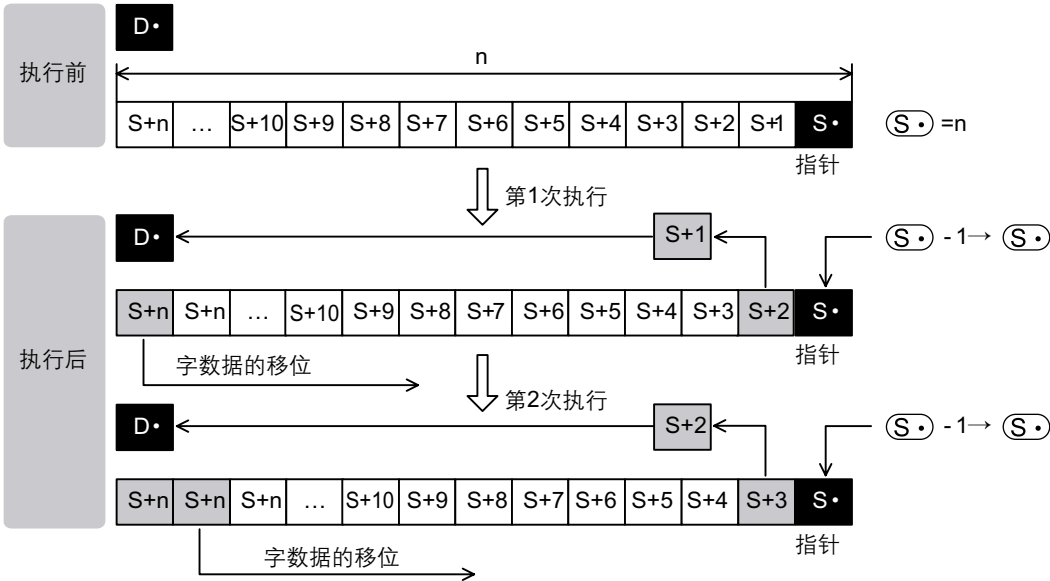 D•
执行前
n
S+n … S+10 S+9 S+8 S+7 S+6 S+5 S+4 S+3 S+2 S+1 S• (S•) =n
指针
第1次执行
D• S+1 (S•) -1→ (S•)
S+n S+n … S+10 S+9 S+8 S+7 S+6 S+5 S+4 S+3 S+2 S•
执行后
字数据的移位
指针
第2次执行
D• S+2 (S•) -1→ (S•)
S+n S+n S+n … S+10 S+9 S+8 S+7 S+6 S+5 S+4 S+3 S•
指针
字数据的移位